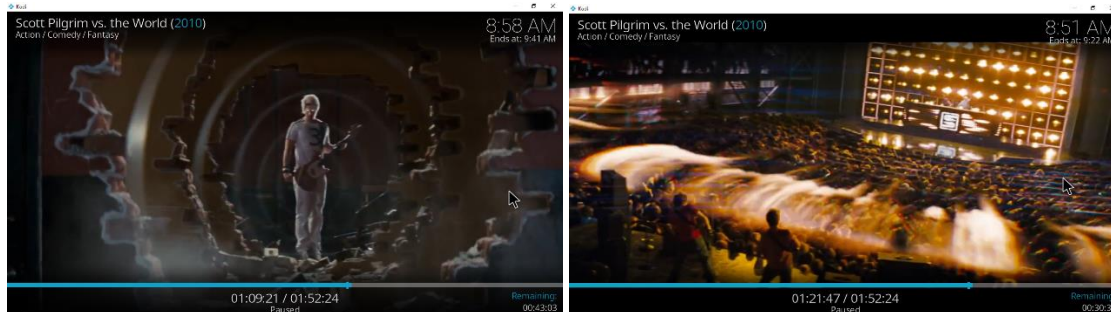 Kodi
Scott Pilgrim vs. the World (2010)
Action / Comedy / Fantasy
8:58 AM
Ends at: 9:41 AM
01:09:21 / 01:52:24
Paused
Remaining:
00:43:03
Kodi
Scott Pilgrim vs. the World (2010)
Action / Comedy / Fantasy
8:51 AM
Ends at: 9:22 AM
S
01:21:47 / 01:52:24
Paused
Remaining: